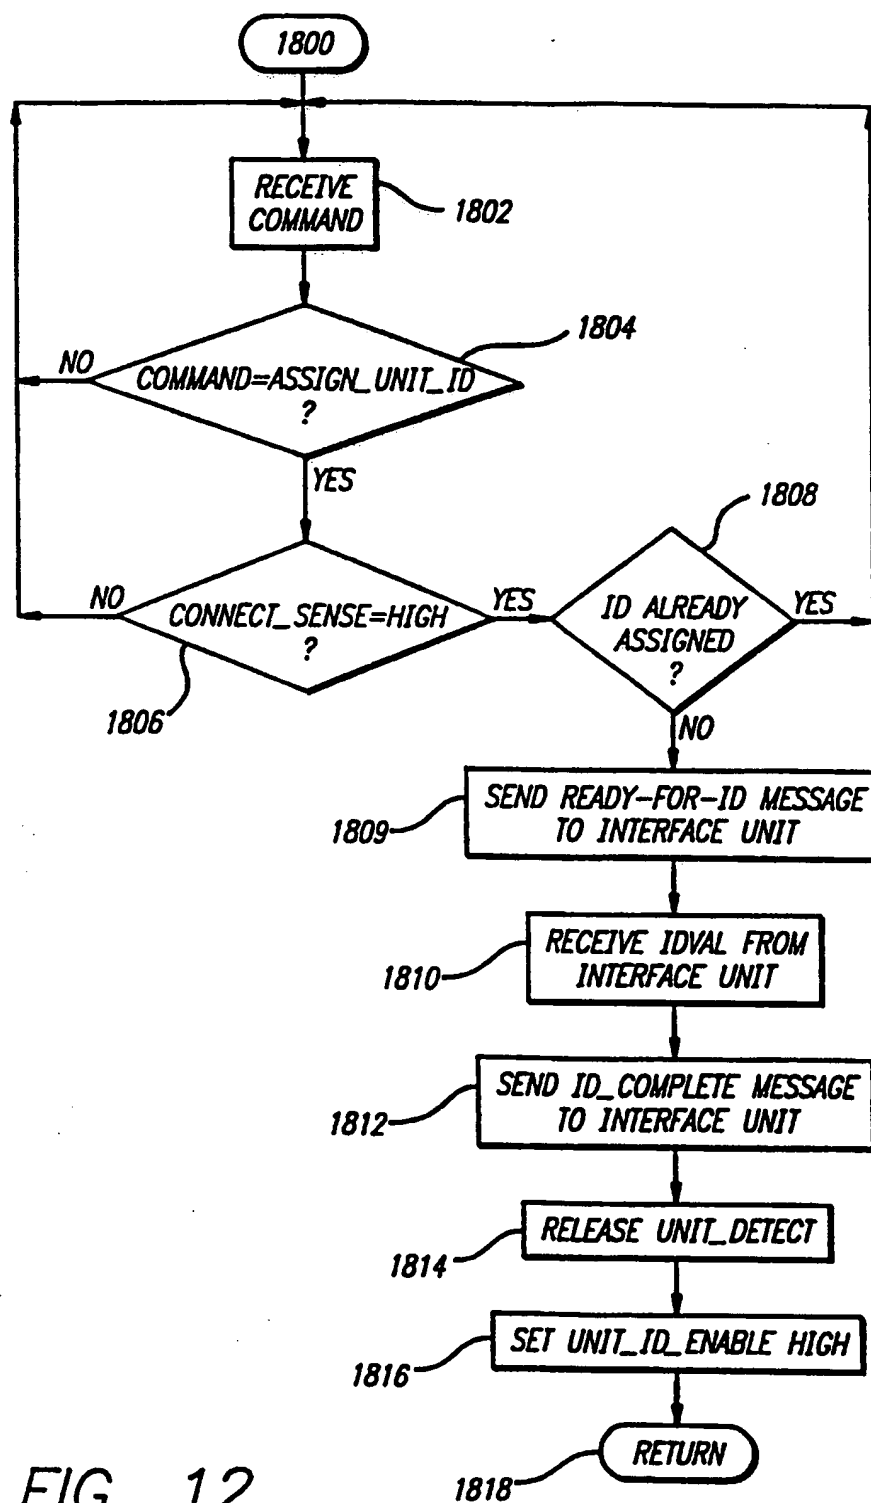 1800
RECEIVE
COMMAND
1802
1804
NO
COMMAND=ASSIGN_UNIT_ID
?
YES
1808
NO
CONNECT_SENSE=HIGH
?
YES
ID ALREADY
ASSIGNED
?
YES
1806
NO
SEND READY-FOR-ID MESSAGE
TO INTERFACE UNIT
1809
RECEIVE IDVAL FROM
INTERFACE UNIT
1810
SEND ID_COMPLETE MESSAGE
TO INTERFACE UNIT
1812
RELEASE UNIT_DETECT
1814
SET UNIT_ID_ENABLE HIGH
1816
RETURN
1818
FIG. 12